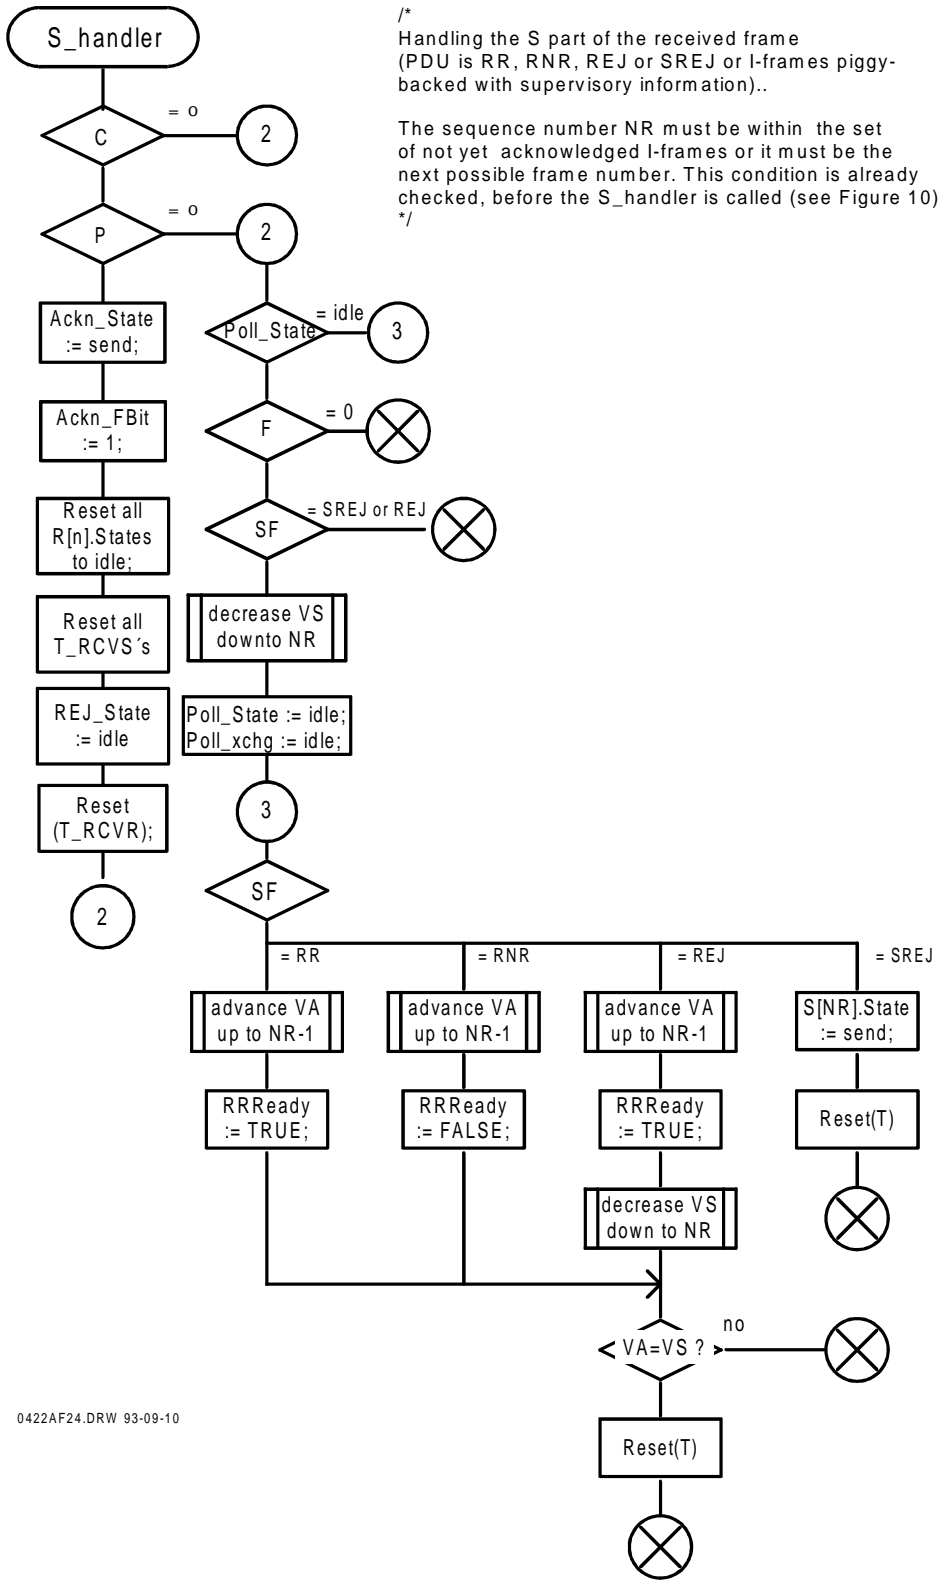 S_handler
/*
Handling the S part of the received frame
(PDU is RR, RNR, REJ or SREJ or I-frames piggy-
backed with supervisory information)..
The sequence number NR must be within the set
of not yet acknowledged I-frames or it must be the
next possible frame number. This condition is already
checked, before the S_handler is called (see Figure 10)
*/
C
= 0
2
P
= 0
2
Ackn_State
:= send;
Ackn_FBit
:= 1;
Reset all
R[n].States
to idle;
Reset all
T_RCVS´s
REJ_State
:= idle
Reset
(T_RCVR);
2
Poll_State
= idle
3
F
= 0
SF
= SREJ or REJ
decrease VS
downto NR
Poll_State := idle;
Poll_xchg := idle;
3
SF
= RR
= RNR
= REJ
= SREJ
advance VA
up to NR-1
RRReady
:= TRUE;
advance VA
up to NR-1
RRReady
:= FALSE;
advance VA
up to NR-1
RRReady
:= TRUE;
decrease VS
down to NR
S[NR].State
:= send;
Reset(T)
VA=VS ?
no
Reset(T)
0422AF24.DRW 93-09-10